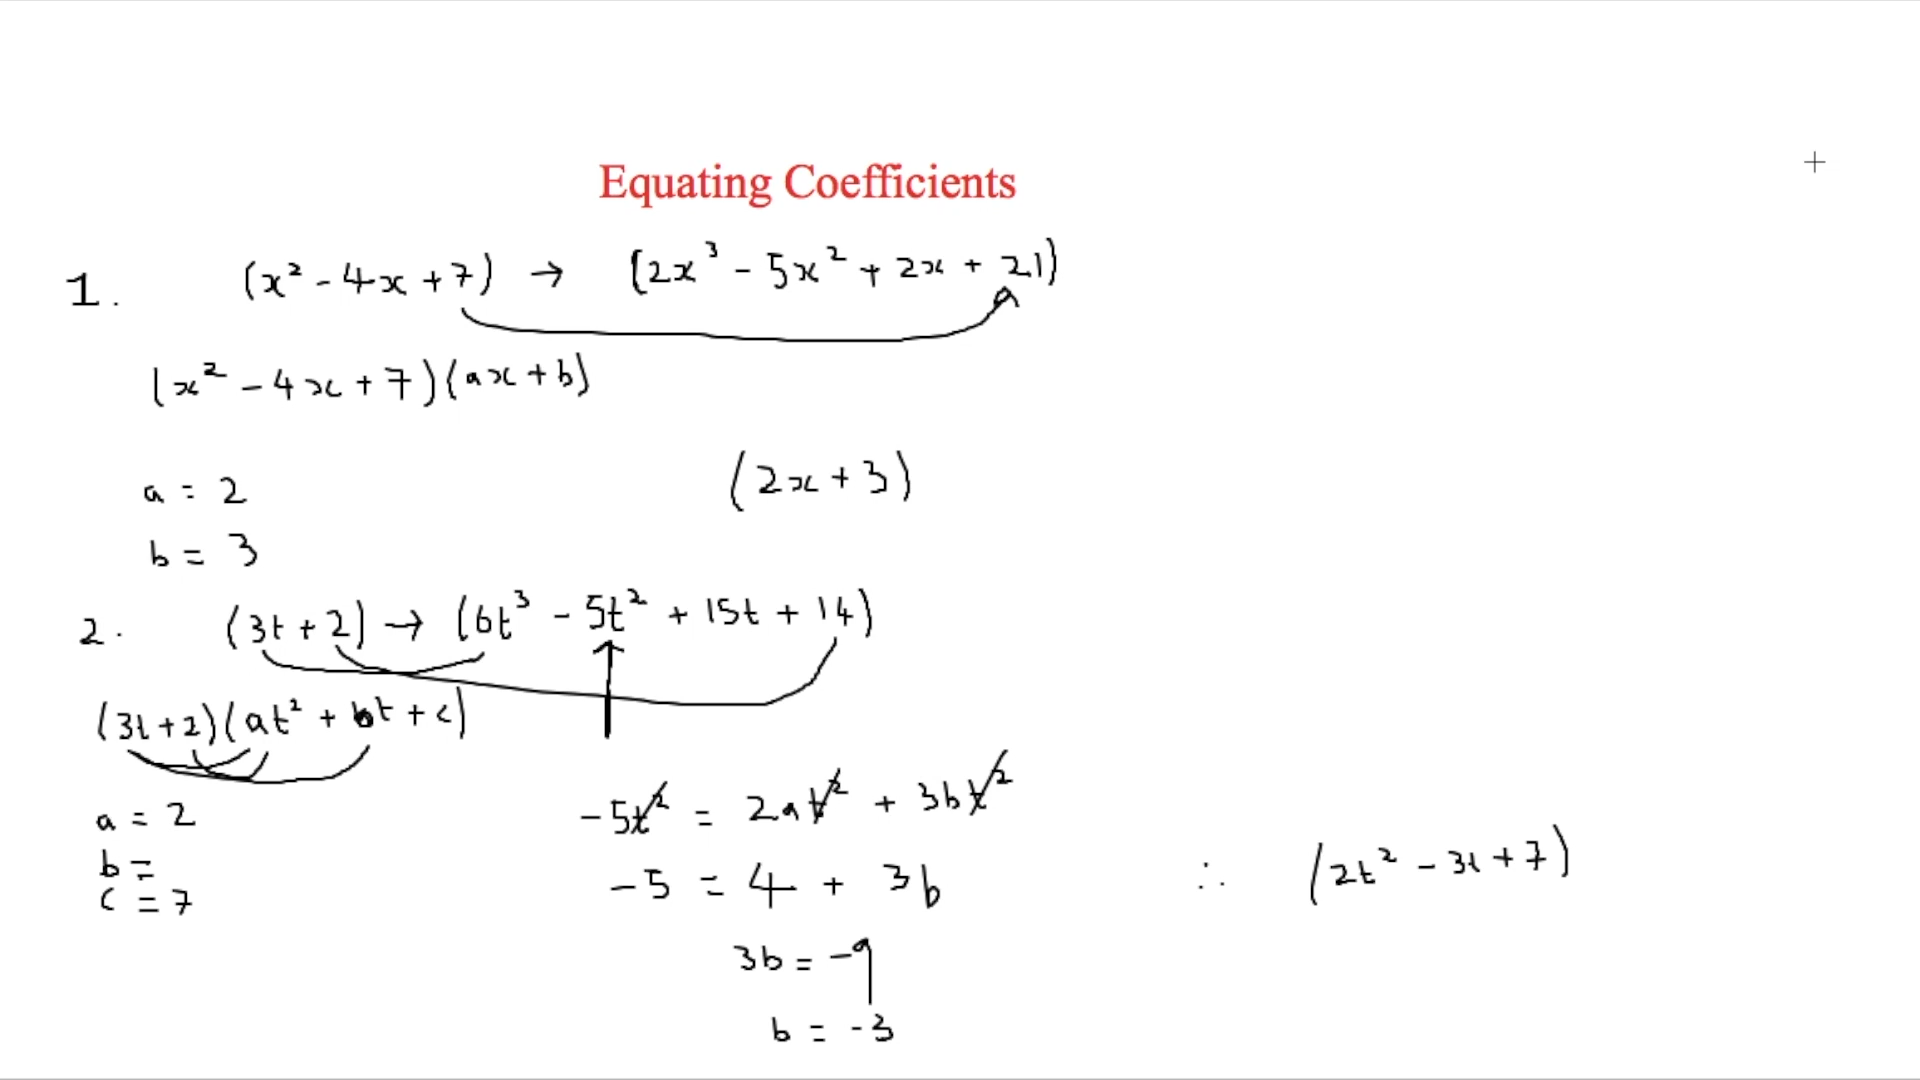 Equating Coefficients
1. (x² - 4x + 7) → (2x³ - 5x² + 2x + 21)
(x² - 4x + 7)(ax + b)
(2x + 3)
a = 2
b = 3
2. (3t + 2) → (6t³ - 5t² + 15t + 14)
(3t + 2)(at² + bt + c)
a = 2
b =
c = 7
-5t² = 2at² + 3bt²
-5 = 4 + 3b
3b = -9
b = -3
∴ (2t² - 3t + 7)